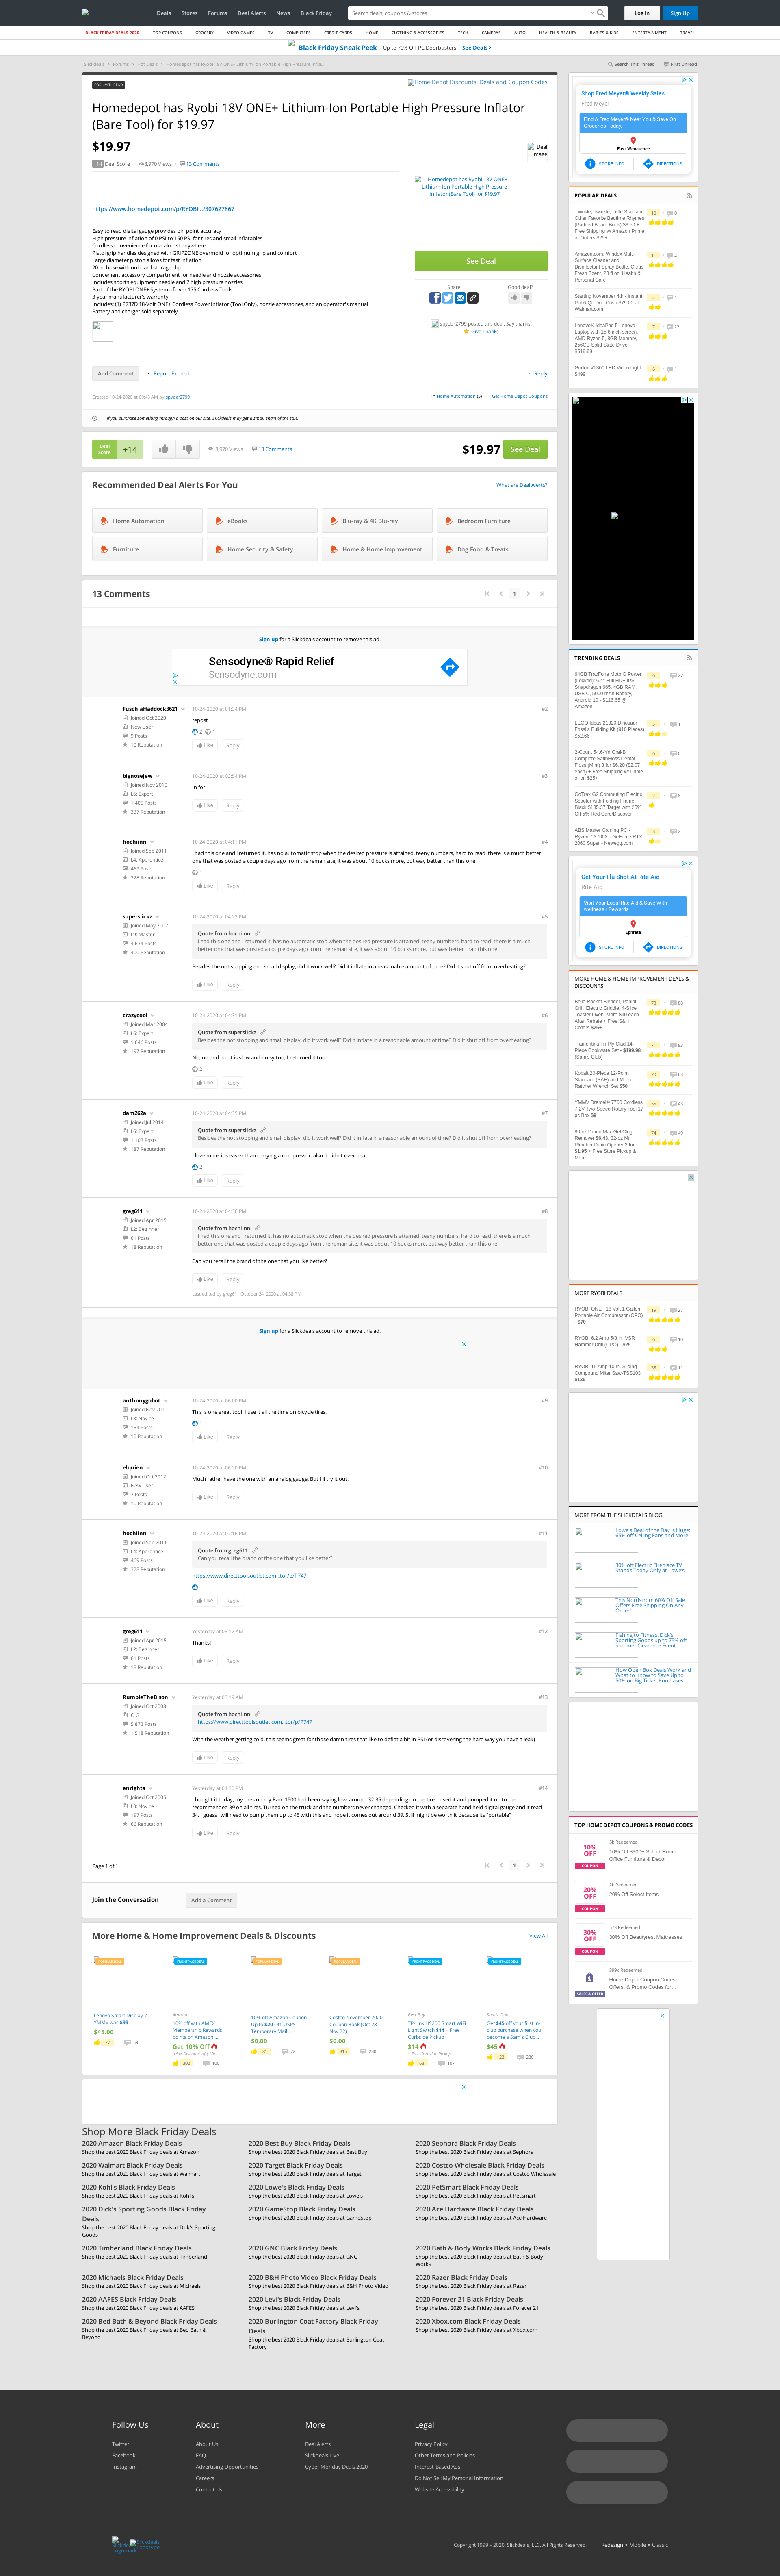 Deals
Stores
Forums
Deal Alerts
News
Black Friday
Search deals, coupons & stores
Log In
Sign Up
BLACK FRIDAY DEALS 2020
TOP COUPONS
GROCERY
VIDEO GAMES
TV
COMPUTERS
CREDIT CARDS
HOME
CLOTHING & ACCESSORIES
TECH
CAMERAS
AUTO
HEALTH & BEAUTY
BABIES & KIDS
ENTERTAINMENT
TRAVEL
Black Friday Sneak Peek
Up to 70% Off PC Doorbusters
See Deals
Slickdeals
Forums
Hot Deals
Homedepot has Ryobi 18V ONE+ Lithium-Ion Portable High Pressure Infla...
Search This Thread
First Unread
FORUM THREAD
Home Depot Discounts, Deals and Coupon Codes
Homedepot has Ryobi 18V ONE+ Lithium-Ion Portable High Pressure Inflator
(Bare Tool) for $19.97
$19.97
+14 Deal Score
8,970 Views
13 Comments
Deal
Image
Homedepot has Ryobi 18V ONE+
Lithium-Ion Portable High Pressure
Inflator (Bare Tool) for $19.97
https://www.homedepot.com/p/RYOBI.../307627867
Easy to read digital gauge provides pin point accuracy
High pressure inflation of 0 PSI to 150 PSI for tires and small inflatables
Cordless convenience for use almost anywhere
Pistol grip handles designed with GRIPZONE overmold for optimum grip and comfort
Large diameter piston allows for fast inflation
20 in. hose with onboard storage clip
Convenient accessory compartment for needle and nozzle accessories
Includes sports equipment needle and 2 high pressure nozzles
Part of the RYOBI ONE+ System of over 175 Cordless Tools
3-year manufacturer's warranty
Includes: (1) P737D 18-Volt ONE+ Cordless Power Inflator (Tool Only), nozzle accessories, and an operator's manual
Battery and charger sold separately
See Deal
Share
Good deal?
spyder2799 posted this deal. Say thanks!
Give Thanks
Add Comment
Report Expired
Reply
Created 10-24-2020 at 09:45 AM by spyder2799
in Home Automation (5)
Get Home Depot Coupons
If you purchase something through a post on our site, Slickdeals may get a small share of the sale.
Deal
Score
+14
8,970 Views
13 Comments
$19.97
See Deal
Recommended Deal Alerts For You
What are Deal Alerts?
Home Automation
eBooks
Blu-ray & 4K Blu-ray
Bedroom Furniture
Furniture
Home Security & Safety
Home & Home Improvement
Dog Food & Treats
13 Comments
1
Sign up for a Slickdeals account to remove this ad.
Sensodyne® Rapid Relief
Sensodyne.com
FuschiaHaddock3621
Joined Oct 2020
New User
9 Posts
10 Reputation
10-24-2020 at 01:34 PM
#2
repost
2
1
Like
Reply
bignosejew
Joined Nov 2010
L6: Expert
1,405 Posts
337 Reputation
10-24-2020 at 03:54 PM
#3
In for 1
Like
Reply
hochiinn
Joined Sep 2011
L4: Apprentice
469 Posts
328 Reputation
10-24-2020 at 04:11 PM
#4
i had this one and i returned it. has no automatic stop when the desired pressure is attained. teeny numbers, hard to read. there is a much better
one that was posted a couple days ago from the reman site, it was about 10 bucks more, but way better than this one
1
Like
Reply
superslickz
Joined May 2007
L9: Master
4,634 Posts
400 Reputation
10-24-2020 at 04:23 PM
#5
Quote from hochiinn
i had this one and i returned it. has no automatic stop when the desired pressure is attained. teeny numbers, hard to read. there is a much
better one that was posted a couple days ago from the reman site, it was about 10 bucks more, but way better than this one
Besides the not stopping and small display, did it work well? Did it inflate in a reasonable amount of time? Did it shut off from overheating?
Like
Reply
crazycool
Joined Mar 2004
L6: Expert
1,646 Posts
197 Reputation
10-24-2020 at 04:31 PM
#6
Quote from superslickz
Besides the not stopping and small display, did it work well? Did it inflate in a reasonable amount of time? Did it shut off from overheating?
No, no and no. It is slow and noisy too, I returned it too.
2
Like
Reply
dam262a
Joined Jul 2014
L6: Expert
1,103 Posts
187 Reputation
10-24-2020 at 04:35 PM
#7
Quote from superslickz
Besides the not stopping and small display, did it work well? Did it inflate in a reasonable amount of time? Did it shut off from overheating?
I love mine, it's easier than carrying a compressor. also it didn't over heat.
2
Like
Reply
greg611
Joined Apr 2015
L2: Beginner
61 Posts
18 Reputation
10-24-2020 at 04:36 PM
#8
Quote from hochiinn
i had this one and i returned it. has no automatic stop when the desired pressure is attained. teeny numbers, hard to read. there is a much
better one that was posted a couple days ago from the reman site, it was about 10 bucks more, but way better than this one
Can you recall the brand of the one that you like better?
Like
Reply
Last edited by greg611 October 24, 2020 at 04:38 PM.
Sign up for a Slickdeals account to remove this ad.
anthonygobot
Joined Nov 2010
L3: Novice
154 Posts
10 Reputation
10-24-2020 at 06:00 PM
#9
This is one great tool! I use it all the time on bicycle tires.
1
Like
Reply
elquien
Joined Oct 2012
New User
7 Posts
10 Reputation
10-24-2020 at 06:20 PM
#10
Much rather have the one with an analog gauge. But I'll try it out.
Like
Reply
hochiinn
Joined Sep 2011
L4: Apprentice
469 Posts
328 Reputation
10-24-2020 at 07:16 PM
#11
Quote from greg611
Can you recall the brand of the one that you like better?
https://www.directtoolsoutlet.com...tor/p/P747
1
Like
Reply
greg611
Joined Apr 2015
L2: Beginner
61 Posts
18 Reputation
Yesterday at 05:17 AM
#12
Thanks!
Like
Reply
RumbleTheBison
Joined Oct 2008
O.G
5,873 Posts
1,518 Reputation
Yesterday at 05:19 AM
#13
Quote from hochiinn
https://www.directtoolsoutlet.com...tor/p/P747
With the weather getting cold, this seems great for those damn tires that like to deflate a bit in PSI (or discovering the hard way you have a leak)
Like
Reply
enrights
Joined Oct 2005
L3: Novice
197 Posts
66 Reputation
Yesterday at 04:30 PM
#14
I bought it today, my tires on my Ram 1500 had been saying low. around 32-35 depending on the tire. i used it and pumped it up to the
recommended 39 on all tires. Turned on the truck and the numbers never changed. Checked it with a separate hand held digital gauge and it read
34. I guess i will need to pump them up to 45 with this and hope it comes out around 39. Still might be worth it because its "portable" .
Like
Reply
Page 1 of 1
1
Join the Conversation
Add a Comment
More Home & Home Improvement Deals & Discounts
View All
Lenovo Smart Display 7 -
YMMV was $99
$45.00
27
59
Amazon
10% off with AMEX
Membership Rewards
points on Amazon...
Get 10% Off
302
100
10% off Amazon Coupon
Up to $20 Off USPS
Temporary Mail...
$0.00
81
72
Costco November 2020
Coupon Book (Oct 28 -
Nov 22)
$0.00
315
230
Best Buy
TP-Link HS200 Smart WiFi
Light Switch $14 + Free
Curbside Pickup
$14
+ Free Curbside Pickup
63
107
Sam's Club
Get $45 off your first in-
club purchase when you
become a Sam's Club...
$45
123
236
Shop More Black Friday Deals
2020 Amazon Black Friday Deals
Shop the best 2020 Black Friday deals at Amazon
2020 Best Buy Black Friday Deals
Shop the best 2020 Black Friday deals at Best Buy
2020 Sephora Black Friday Deals
Shop the best 2020 Black Friday deals at Sephora
2020 Walmart Black Friday Deals
Shop the best 2020 Black Friday deals at Walmart
2020 Target Black Friday Deals
Shop the best 2020 Black Friday deals at Target
2020 Costco Wholesale Black Friday Deals
Shop the best 2020 Black Friday deals at Costco Wholesale
2020 Kohl's Black Friday Deals
Shop the best 2020 Black Friday deals at Kohl's
2020 Lowe's Black Friday Deals
Shop the best 2020 Black Friday deals at Lowe's
2020 PetSmart Black Friday Deals
Shop the best 2020 Black Friday deals at PetSmart
2020 Dick's Sporting Goods Black Friday
Deals
Shop the best 2020 Black Friday deals at Dick's Sporting
Goods
2020 GameStop Black Friday Deals
Shop the best 2020 Black Friday deals at GameStop
2020 Ace Hardware Black Friday Deals
Shop the best 2020 Black Friday deals at Ace Hardware
2020 Timberland Black Friday Deals
Shop the best 2020 Black Friday deals at Timberland
2020 GNC Black Friday Deals
Shop the best 2020 Black Friday deals at GNC
2020 Bath & Body Works Black Friday Deals
Shop the best 2020 Black Friday deals at Bath & Body
Works
2020 Michaels Black Friday Deals
Shop the best 2020 Black Friday deals at Michaels
2020 B&H Photo Video Black Friday Deals
Shop the best 2020 Black Friday deals at B&H Photo Video
2020 Razer Black Friday Deals
Shop the best 2020 Black Friday deals at Razer
2020 AAFES Black Friday Deals
Shop the best 2020 Black Friday deals at AAFES
2020 Levi's Black Friday Deals
Shop the best 2020 Black Friday deals at Levi's
2020 Forever 21 Black Friday Deals
Shop the best 2020 Black Friday deals at Forever 21
2020 Bed Bath & Beyond Black Friday Deals
Shop the best 2020 Black Friday deals at Bed Bath &
Beyond
2020 Burlington Coat Factory Black Friday
Deals
Shop the best 2020 Black Friday deals at Burlington Coat
Factory
2020 Xbox.com Black Friday Deals
Shop the best 2020 Black Friday deals at Xbox.com
Shop Fred Meyer® Weekly Sales
Fred Meyer
Find A Fred Meyer® Near You & Save On
Groceries Today.
East Wenatchee
STORE INFO
DIRECTIONS
POPULAR DEALS
Twinkle, Twinkle, Little Star: and
Other Favorite Bedtime Rhymes
(Padded Board Book) $3.50 +
Free Shipping w/ Amazon Prime
or Orders $25+
10
0
Amazon.com: Windex Multi-
Surface Cleaner and
Disinfectant Spray Bottle, Citrus
Fresh Scent, 23 fl oz: Health &
Personal Care
11
2
Starting November 4th - Instant
Pot 6-Qt. Duo Crisp $79.00 at
Walmart.com
4
1
Lenovo® IdeaPad 5 Lenovo
Laptop with 15.6 inch screen,
AMD Ryzen 5, 8GB Memory,
256GB Solid State Drive -
$519.99
7
22
Godox VL300 LED Video Light
$499
6
1
TRENDING DEALS
64GB TracFone Moto G Power
(Locked): 6.4" Full HD+ IPS,
Snapdragon 665, 4GB RAM,
USB C, 5000 mAh Battery,
Android 10 - $116.65 @
Amazon
6
27
LEGO Ideas 21320 Dinosaur
Fossils Building Kit (910 Pieces)
$52.66
5
1
2-Count 54.6-Yd Oral-B
Complete SatinFloss Dental
Floss (Mint) 3 for $6.20 ($2.07
each) + Free Shipping w/ Prime
or on $25+
6
0
GoTrax G2 Commuting Electric
Scooter with Folding Frame -
Black $135.37 Target with 25%
Off 5% Red Card/Discover
2
8
ABS Master Gaming PC -
Ryzen 7 3700X - GeForce RTX
2060 Super - Newegg.com
3
2
Get Your Flu Shot At Rite Aid
Rite Aid
Visit Your Local Rite Aid & Save With
wellness+ Rewards
Ephrata
STORE INFO
DIRECTIONS
MORE HOME & HOME IMPROVEMENT DEALS &
DISCOUNTS
Bella Rocket Blender, Panini
Grill, Electric Griddle, 4-Slice
Toaster Oven, More $10 each
After Rebate + Free S&H
Orders $25+
73
88
Tramontina Tri-Ply Clad 14-
Piece Cookware Set - $199.98
(Sam's Club)
71
82
Kobalt 20-Piece 12-Point
Standard (SAE) and Metric
Ratchet Wrench Set $50
70
63
YMMV Dremel® 7700 Cordless
7.2V Two-Speed Rotary Tool 17
pc Box $9
55
43
80-oz Drano Max Gel Clog
Remover $6.43, 32-oz Mr
Plumber Drain Opener 2 for
$1.95 + Free Store Pickup &
More
74
49
MORE RYOBI DEALS
RYOBI ONE+ 18 Volt 1 Gallon
Portable Air Compressor (CPO)
- $70
19
27
RYOBI 6.2 Amp 5/8 in. VSR
Hammer Drill (CPO) - $25
6
10
RYOBI 15 Amp 10 in. Sliding
Compound Miter Saw TSS103
$139
35
11
MORE FROM THE SLICKDEALS BLOG
Lowe's Deal of the Day is Huge:
65% off Ceiling Fans and More
30% off Electric Fireplace TV
Stands Today Only at Lowe's
This Nordstrom 60% Off Sale
Offers Free Shipping On Any
Order!
Fishing to Fitness: Dick's
Sporting Goods up to 75% off
Summer Clearance Event
How Open Box Deals Work and
What to Know to Save Up to
50% on Big Ticket Purchases
TOP HOME DEPOT COUPONS & PROMO CODES
10%
OFF
COUPON
5k Redeemed
10% Off $300+ Select Home
Office Furniture & Decor
20%
OFF
COUPON
2k Redeemed
20% Off Select Items
30%
OFF
COUPON
573 Redeemed
30% Off Beautyrest Mattresses
SALES & OFFER
399k Redeemed
Home Depot Coupon Codes,
Offers, & Promo Codes for...
Follow Us
Twitter
Facebook
Instagram
About
About Us
FAQ
Advertising Opportunities
Careers
Contact Us
More
Deal Alerts
Slickdeals Live
Cyber Monday Deals 2020
Legal
Privacy Policy
Other Terms and Policies
Interest-Based Ads
Do Not Sell My Personal Information
Website Accessibility
Copyright 1999 - 2020. Slickdeals, LLC. All Rights Reserved.
Redesign • Mobile • Classic